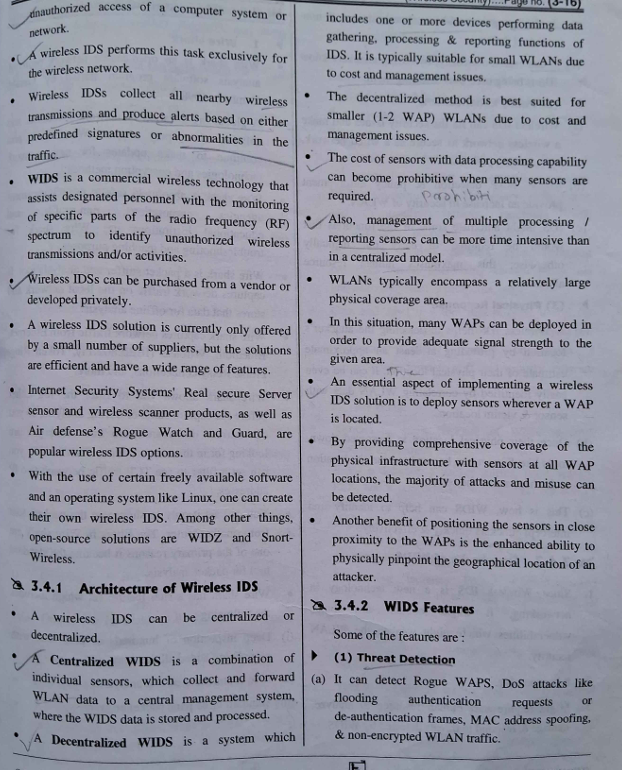 Page no. (3-16)
unauthorized access of a computer system or
network.
• A wireless IDS performs this task exclusively for
the wireless network.
• Wireless IDSs collect all nearby wireless
transmissions and produce alerts based on either
predefined signatures or abnormalities in the
traffic.
• WIDS is a commercial wireless technology that
assists designated personnel with the monitoring
of specific parts of the radio frequency (RF)
spectrum to identify unauthorized wireless
transmissions and/or activities.
• Wireless IDSs can be purchased from a vendor or
developed privately.
• A wireless IDS solution is currently only offered
by a small number of suppliers, but the solutions
are efficient and have a wide range of features.
• Internet Security Systems' Real secure Server
sensor and wireless scanner products, as well as
Air defense's Rogue Watch and Guard, are
popular wireless IDS options.
• With the use of certain freely available software
and an operating system like Linux, one can create
their own wireless IDS. Among other things,
open-source solutions are WIDZ and Snort-
Wireless.
3.4.1 Architecture of Wireless IDS
• A wireless IDS can be centralized or
decentralized.
• A Centralized WIDS is a combination of
individual sensors, which collect and forward
WLAN data to a central management system,
where the WIDS data is stored and processed.
• A Decentralized WIDS is a system which
includes one or more devices performing data
gathering, processing & reporting functions of
IDS. It is typically suitable for small WLANs due
to cost and management issues.
• The decentralized method is best suited for
smaller (1-2 WAP) WLANs due to cost and
management issues.
• The cost of sensors with data processing capability
can become prohibitive when many sensors are
required.
• Also, management of multiple processing /
reporting sensors can be more time intensive than
in a centralized model.
• WLANs typically encompass a relatively large
physical coverage area.
• In this situation, many WAPs can be deployed in
order to provide adequate signal strength to the
given area.
The
• An essential aspect of implementing a wireless
IDS solution is to deploy sensors wherever a WAP
is located.
• By providing comprehensive coverage of the
physical infrastructure with sensors at all WAP
locations, the majority of attacks and misuse can
be detected.
• Another benefit of positioning the sensors in close
proximity to the WAPs is the enhanced ability to
physically pinpoint the geographical location of an
attacker.
3.4.2 WIDS Features
Some of the features are :
(1) Threat Detection
(a) It can detect Rogue WAPS, DoS attacks like
flooding authentication requests or
de-authentication frames, MAC address spoofing,
& non-encrypted WLAN traffic.